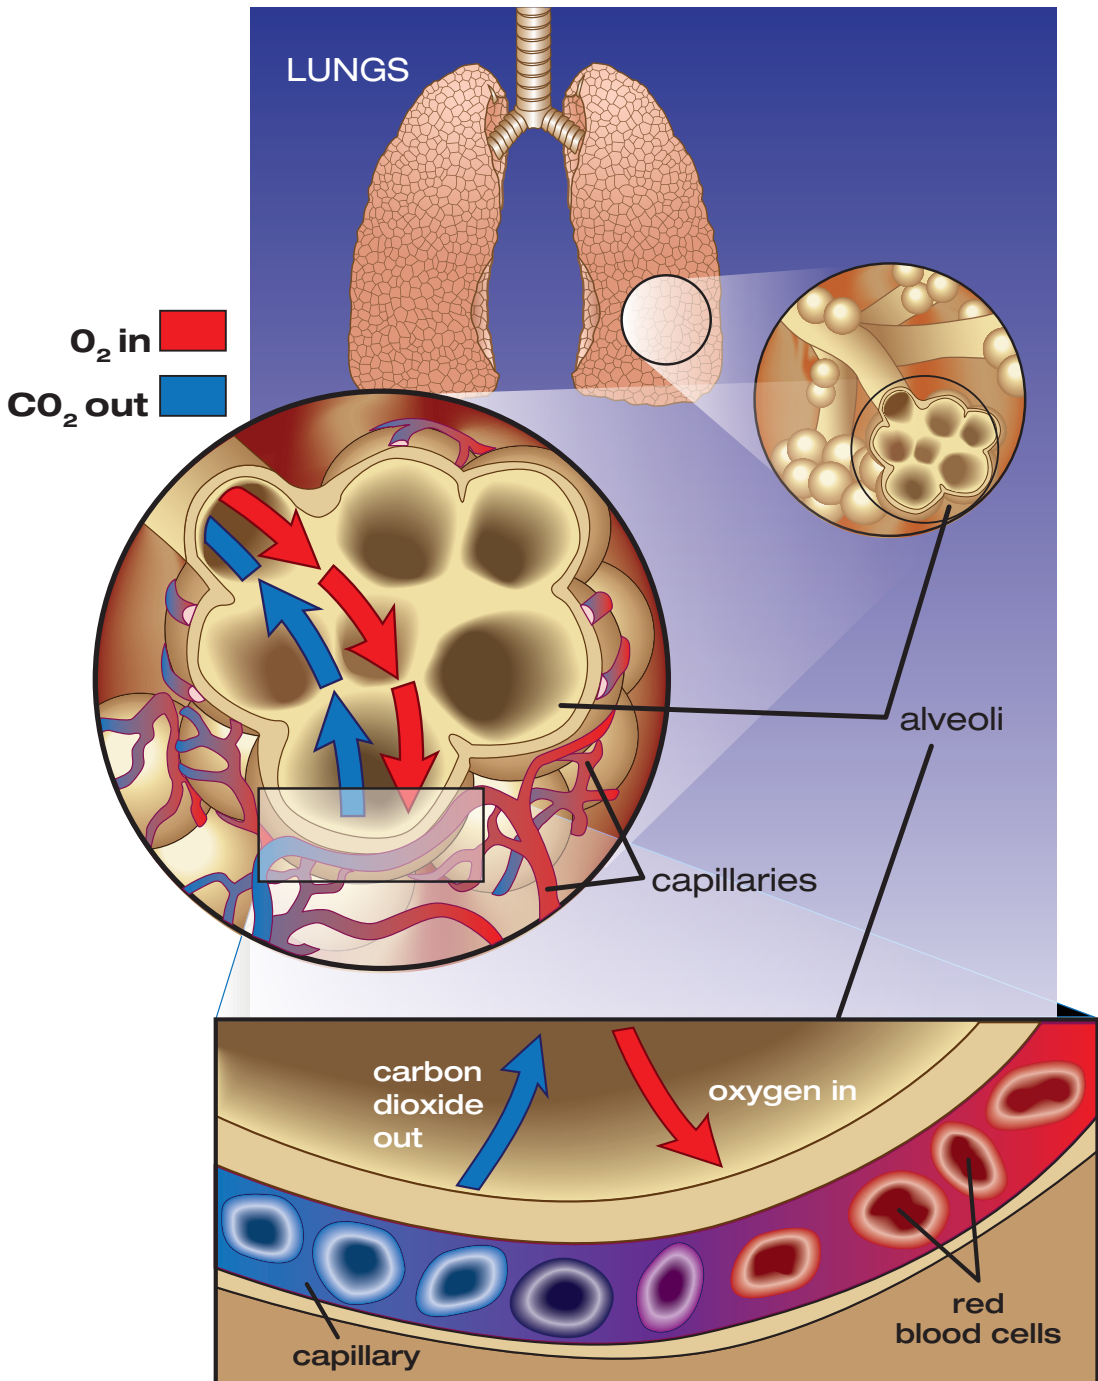 LUNGS
O₂ in
CO₂ out
alveoli
capillaries
carbon
dioxide
out
oxygen in
red
blood cells
capillary